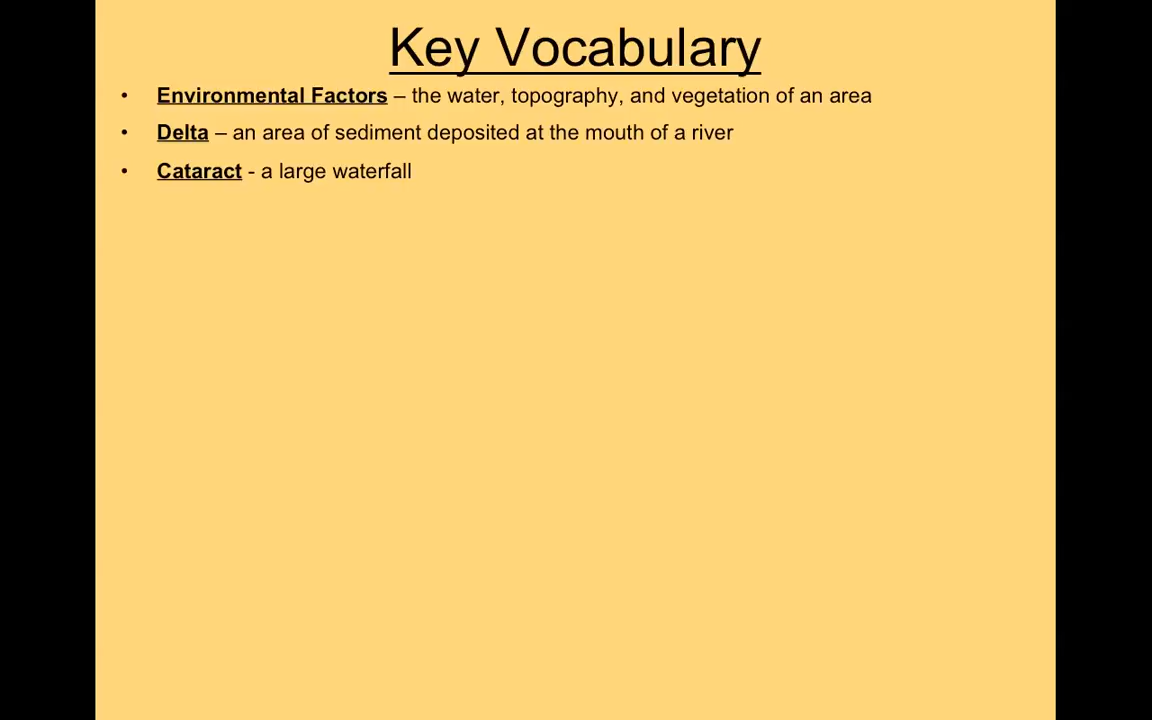 Key Vocabulary
• Environmental Factors – the water, topography, and vegetation of an area
• Delta – an area of sediment deposited at the mouth of a river
• Cataract - a large waterfall